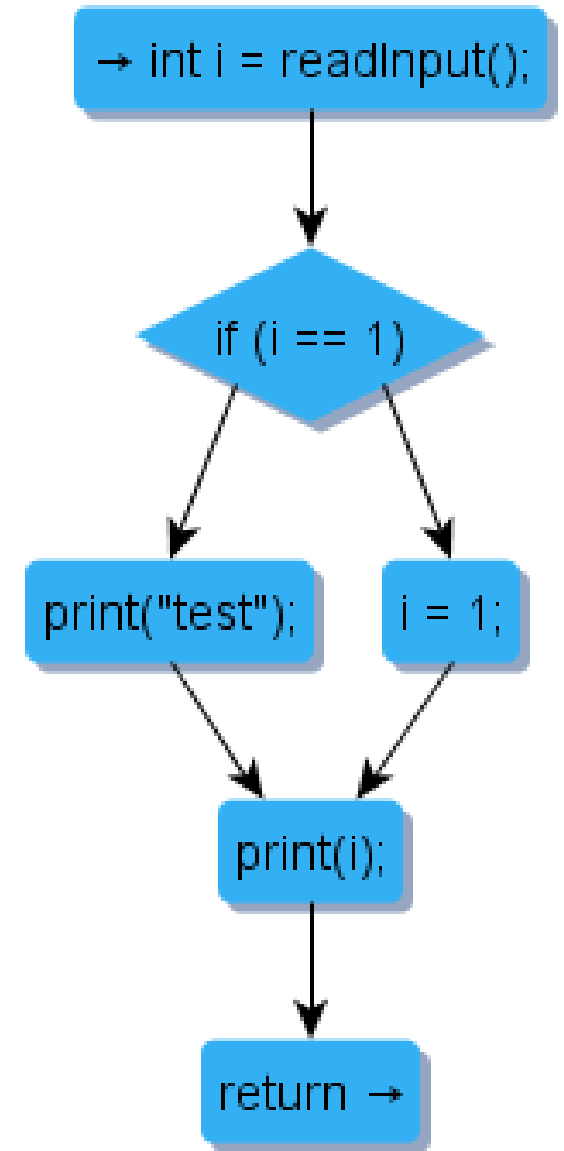 → int i = readInput();
if (i == 1)
print("test");
i = 1;
print(i);
return →